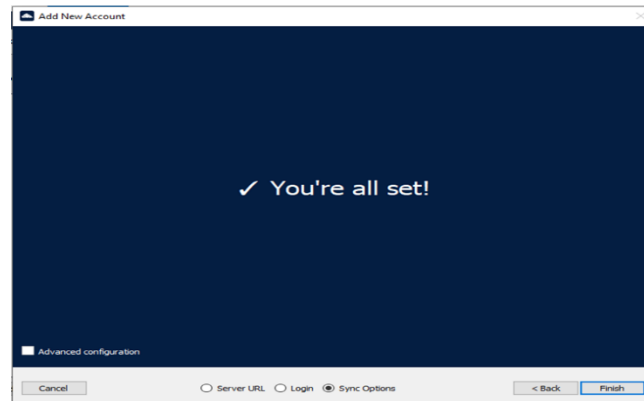 Add New Account
✓ You're all set!
Advanced configuration
Cancel Server URL Login Sync Options < Back Finish